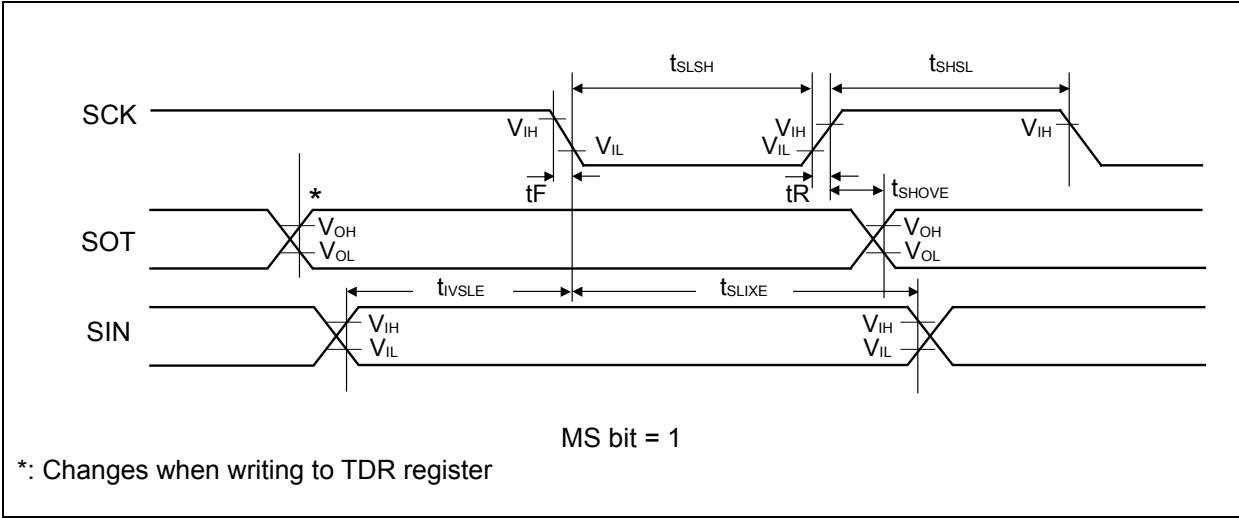 tSLSH tSHSL
SCK VIH VIL VIH VIL VIH
tF tR tSHOVE
*
SOT VOH VOL VOH VOL
tIVSLE tSLIXE
SIN VIH VIL VIH VIL
MS bit = 1
*: Changes when writing to TDR register